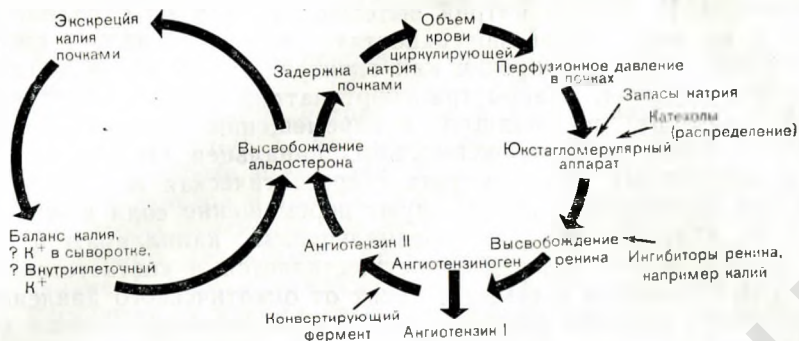 Экскреция
калия
почками
Объем
крови
циркулирующей
Задержка натрия
почками
Перфузионное давление
в почках
Запасы натрия
Катехолы
(распределение)
Юкстагломерулярный
аппарат
Высвобождение
альдостерона
Баланс калия,
? К⁺ в сыворотке,
? Внутриклеточный
К⁺
Ангиотензин II
Ангиотензиноген
Высвобождение
ренина
Ингибиторы ренина,
например калий
Конвертирующий
фермент
Ангиотензин I